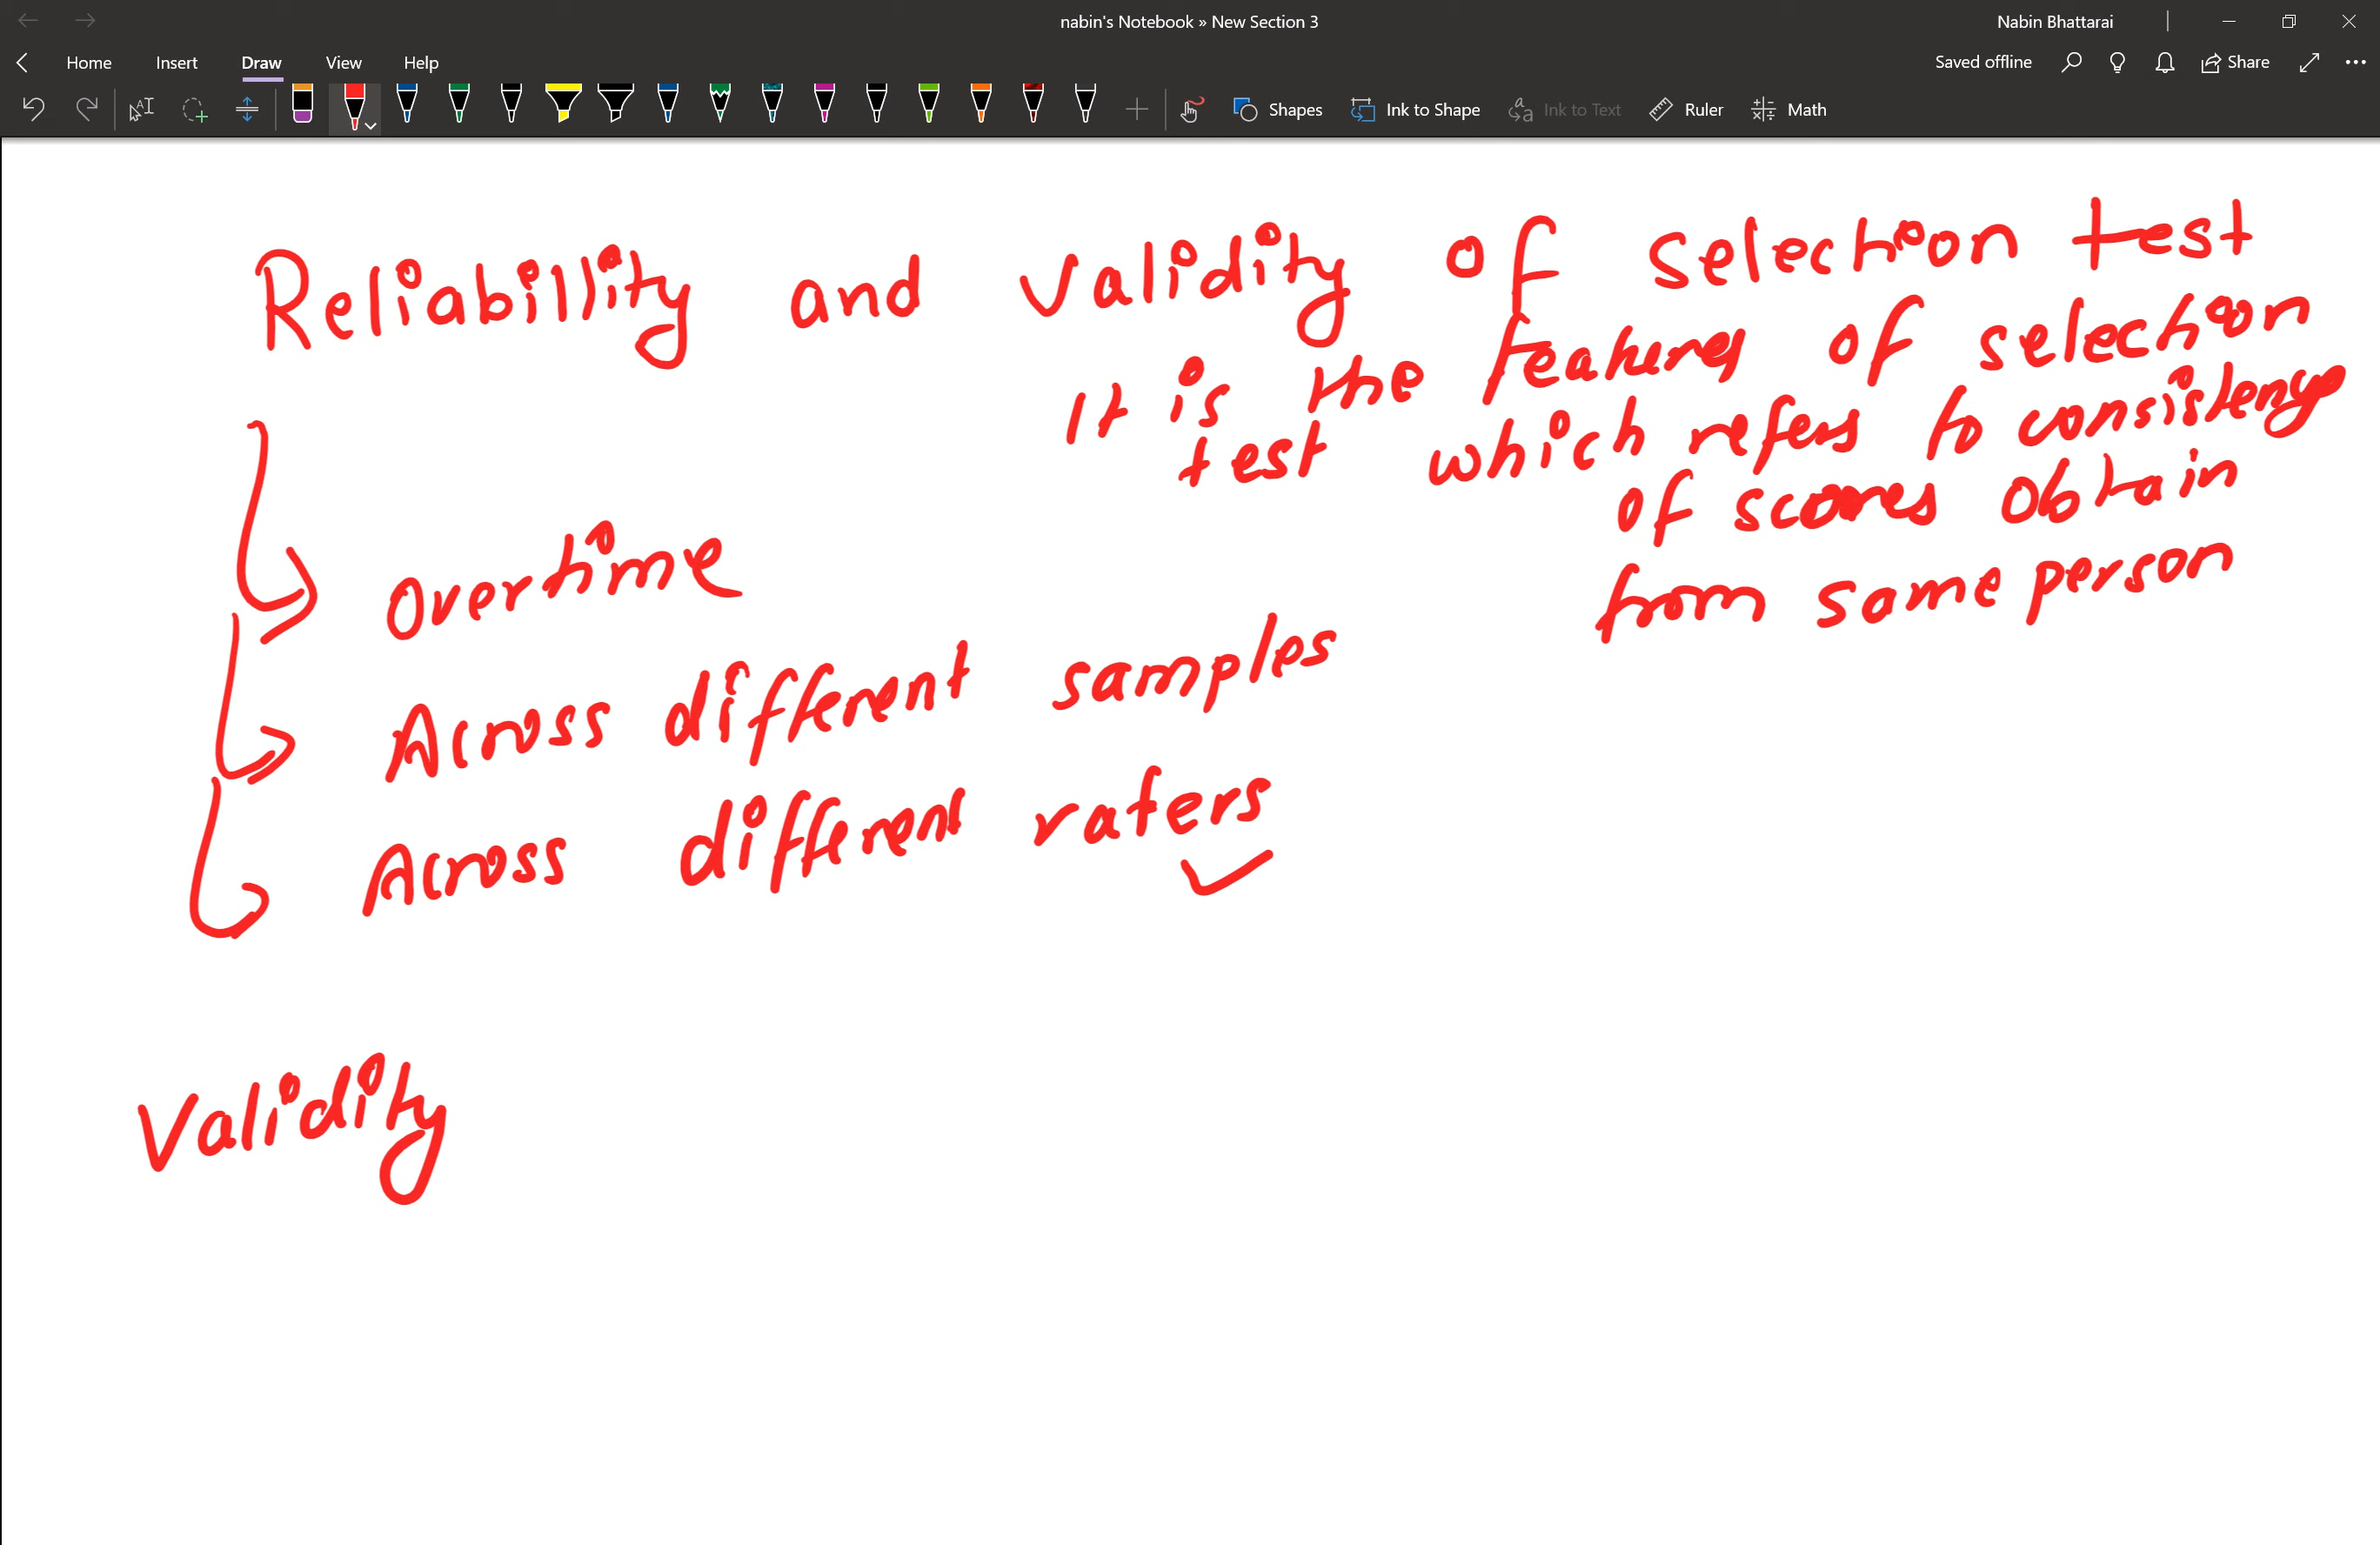 nabin's Notebook » New Section 3
Nabin Bhattarai
Home Insert Draw View Help
Saved offline
Share
Shapes
Ink to Shape
Ink to Text
Ruler
Math
Reliabillity and validity of selection test
It is the features of selection
test which refers to consistency
of scores obtain
from same person
overtime
Across different samples
Across different raters
Validity